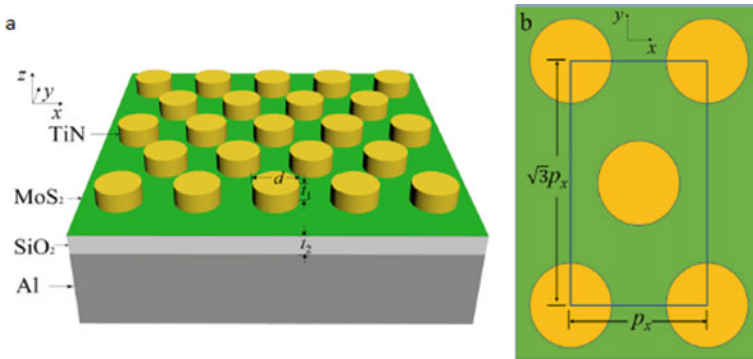 a
z
y
x
TiN
d
t₁
MoS₂
SiO₂
t₂
Al
b
y
x
√3pₓ
pₓ